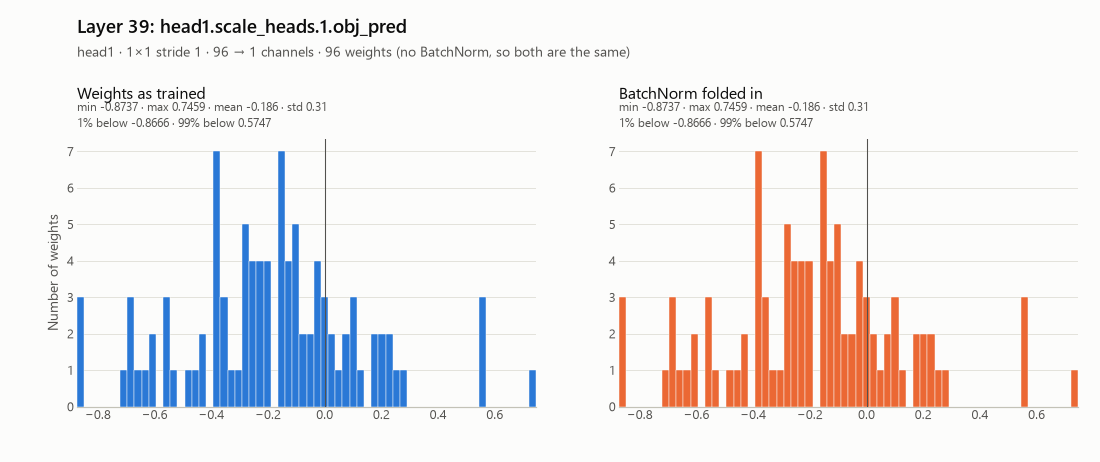 Layer 39: head1.scale_heads.1.obj_pred
head1 · 1×1 stride 1 · 96 → 1 channels · 96 weights (no BatchNorm, so both are the same)
Weights as trained
min -0.8737 · max 0.7459 · mean -0.186 · std 0.31
1% below -0.8666 · 99% below 0.5747
Number of weights
7
6
5
4
3
2
1
0
−0.8 −0.6 −0.4 −0.2 0.0 0.2 0.4 0.6
BatchNorm folded in
min -0.8737 · max 0.7459 · mean -0.186 · std 0.31
1% below -0.8666 · 99% below 0.5747
7
6
5
4
3
2
1
0
−0.8 −0.6 −0.4 −0.2 0.0 0.2 0.4 0.6